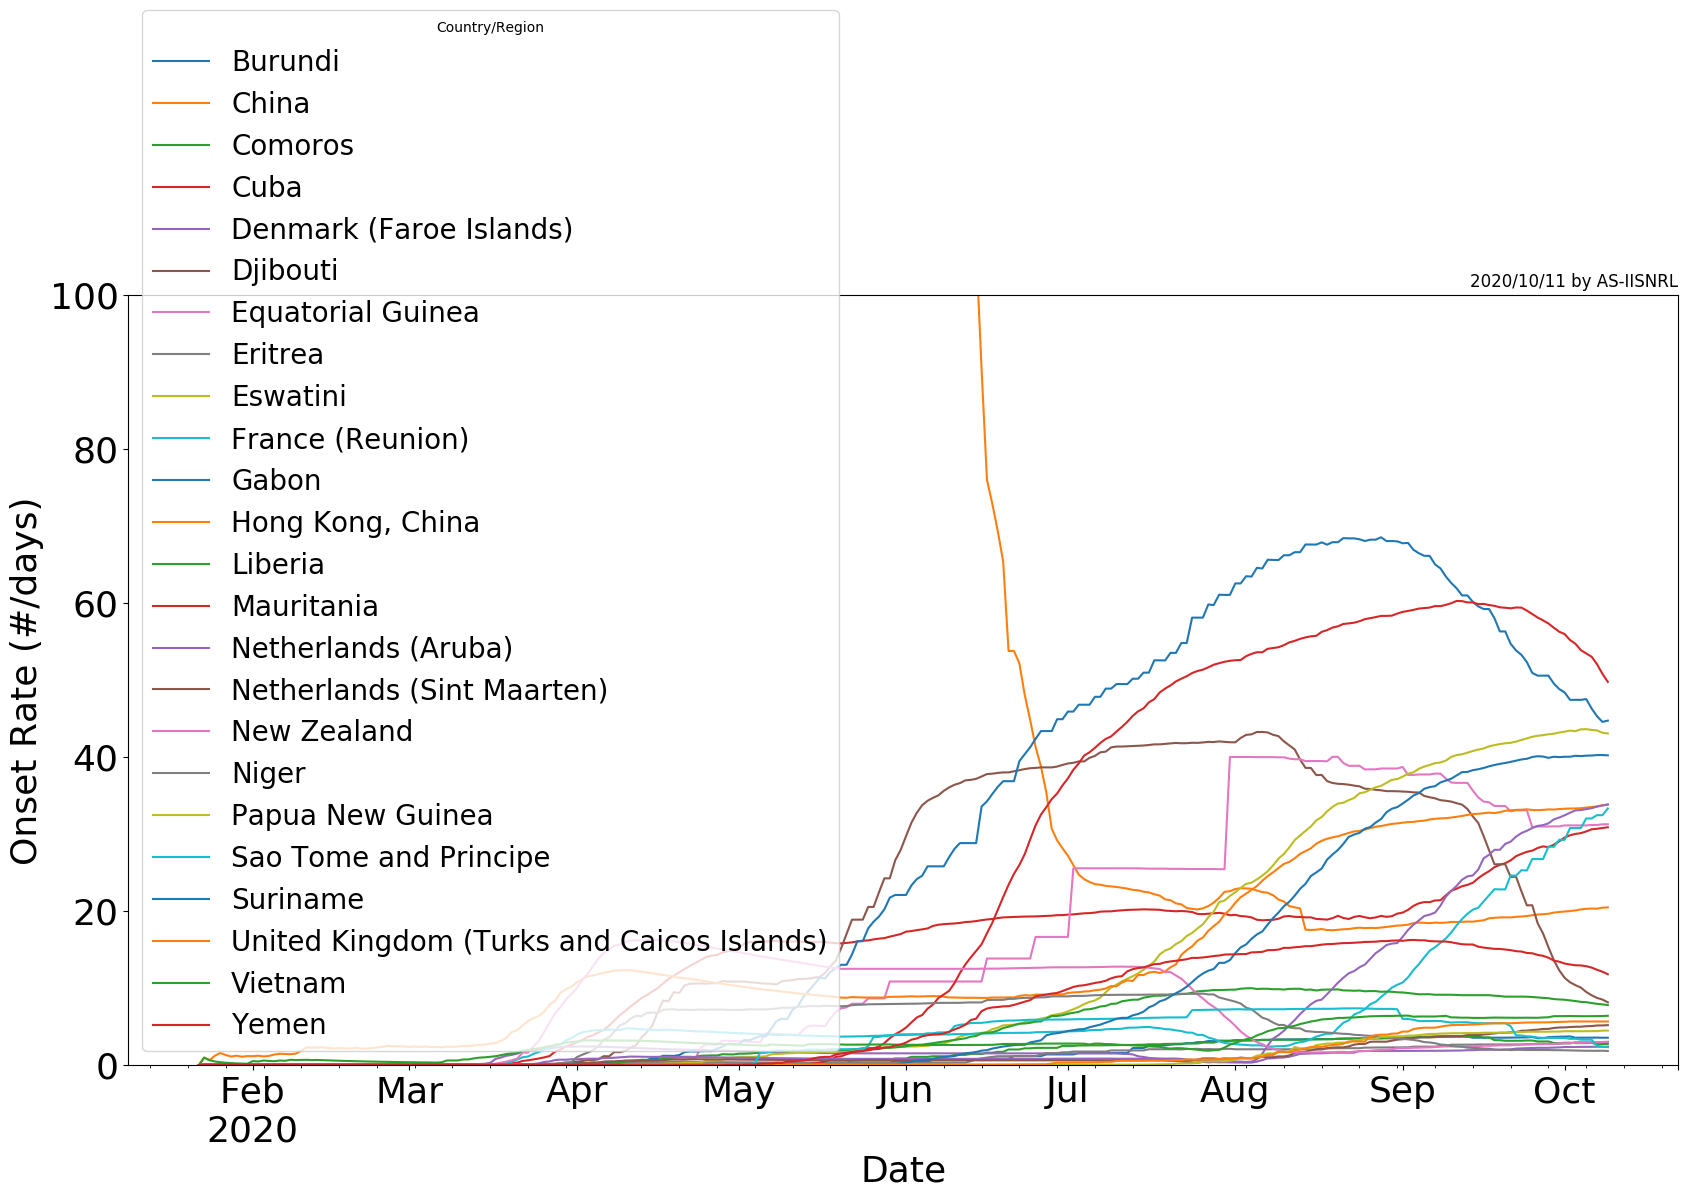 Country/Region
Burundi
China
Comoros
Cuba
Denmark (Faroe Islands)
Djibouti
Equatorial Guinea
Eritrea
Eswatini
France (Reunion)
Gabon
Hong Kong, China
Liberia
Mauritania
Netherlands (Aruba)
Netherlands (Sint Maarten)
New Zealand
Niger
Papua New Guinea
Sao Tome and Principe
Suriname
United Kingdom (Turks and Caicos Islands)
Vietnam
Yemen
2020/10/11 by AS-IISNRL
100
80
60
40
20
0
Onset Rate (#/days)
Feb Mar Apr May Jun Jul Aug Sep Oct
2020
Date